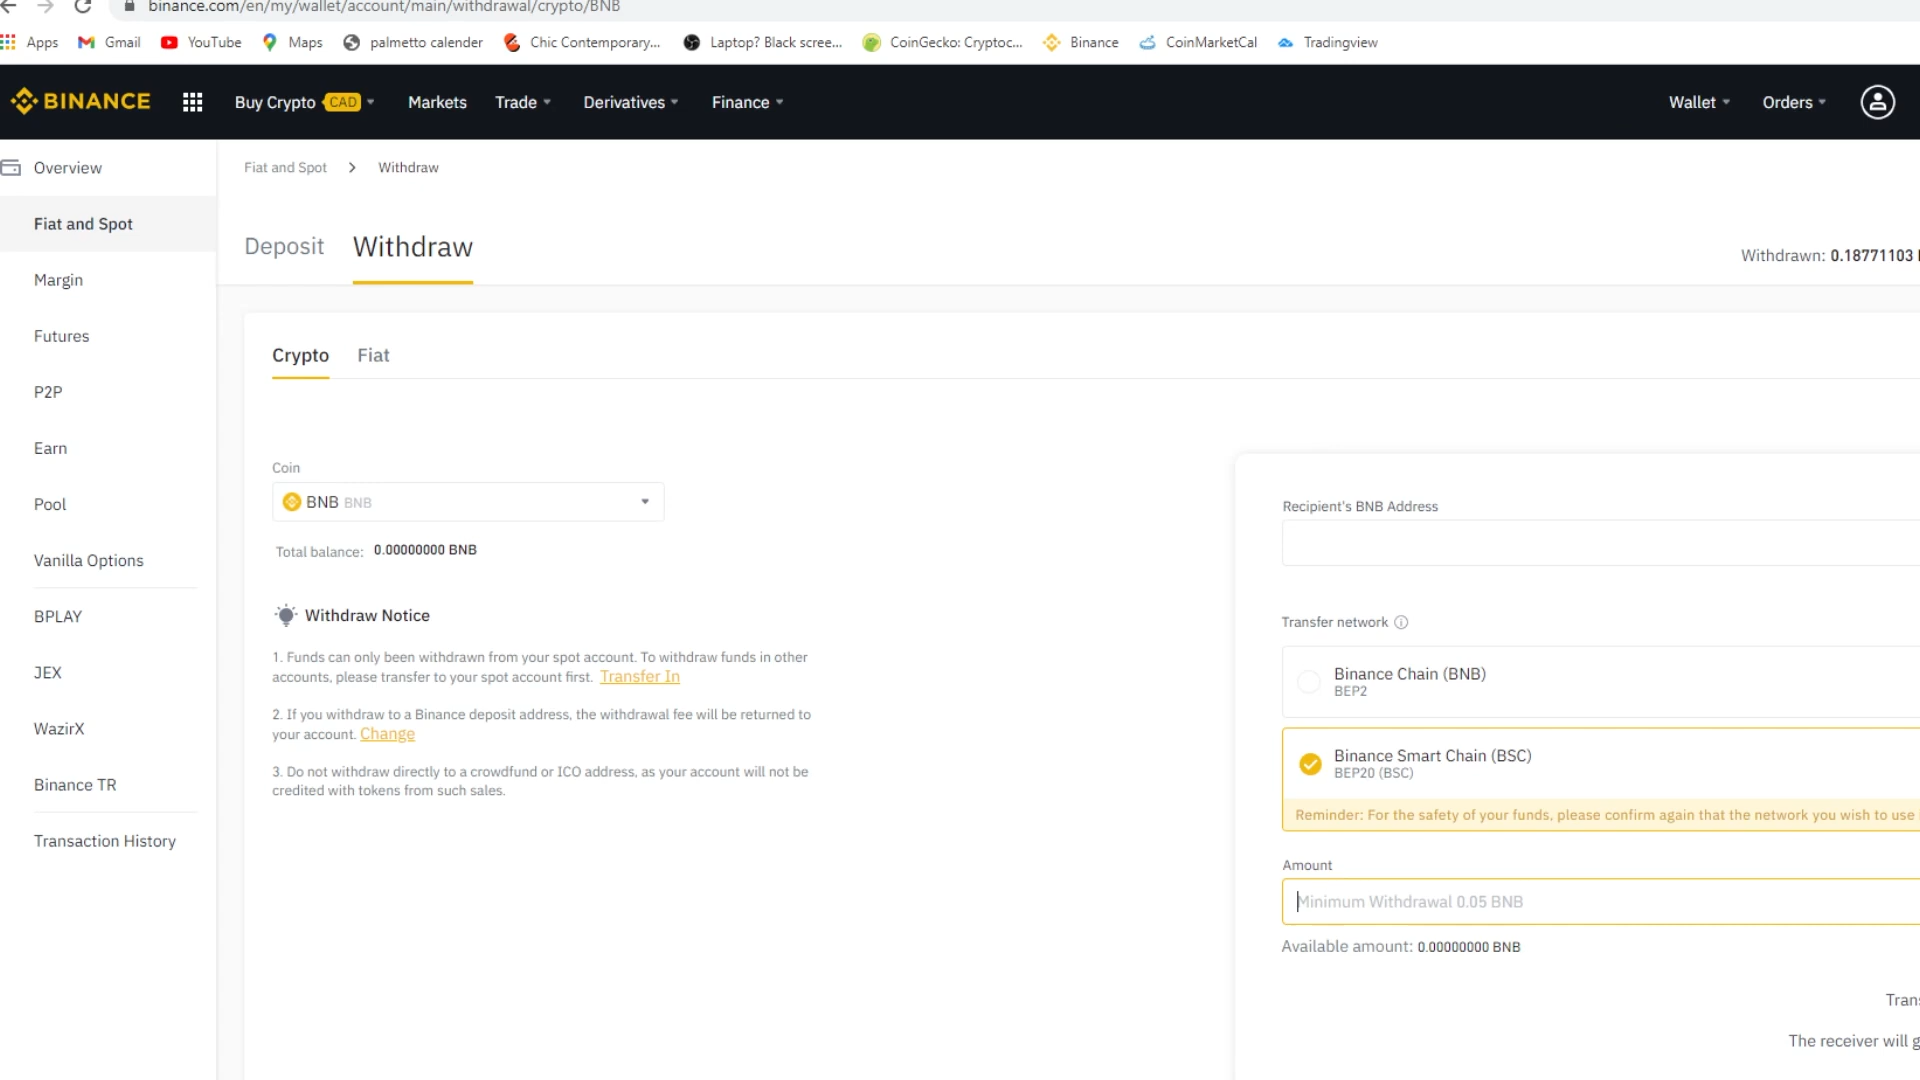 binance.com/en/my/wallet/account/main/withdrawal/crypto/BNB
Apps Gmail YouTube Maps palmetto calender Chic Contemporary... Laptop? Black scree... CoinGecko: Cryptoc... Binance CoinMarketCal Tradingview
BINANCE Buy Crypto CAD Markets Trade Derivatives Finance Wallet Orders
Overview
Fiat and Spot
Margin
Futures
P2P
Earn
Pool
Vanilla Options
BPLAY
JEX
WazirX
Binance TR
Transaction History
Fiat and Spot > Withdraw
Deposit Withdraw
Withdrawn: 0.18771103
Crypto Fiat
Coin
BNB BNB
Total balance: 0.00000000 BNB
Withdraw Notice
1. Funds can only been withdrawn from your spot account. To withdraw funds in other
accounts, please transfer to your spot account first. Transfer In
2. If you withdraw to a Binance deposit address, the withdrawal fee will be returned to
your account. Change
3. Do not withdraw directly to a crowdfund or ICO address, as your account will not be
credited with tokens from such sales.
Recipient's BNB Address
Transfer network
Binance Chain (BNB)
BEP2
Binance Smart Chain (BSC)
BEP20 (BSC)
Reminder: For the safety of your funds, please confirm again that the network you wish to use
Amount
Minimum Withdrawal 0.05 BNB
Available amount: 0.00000000 BNB
Trans
The receiver will g